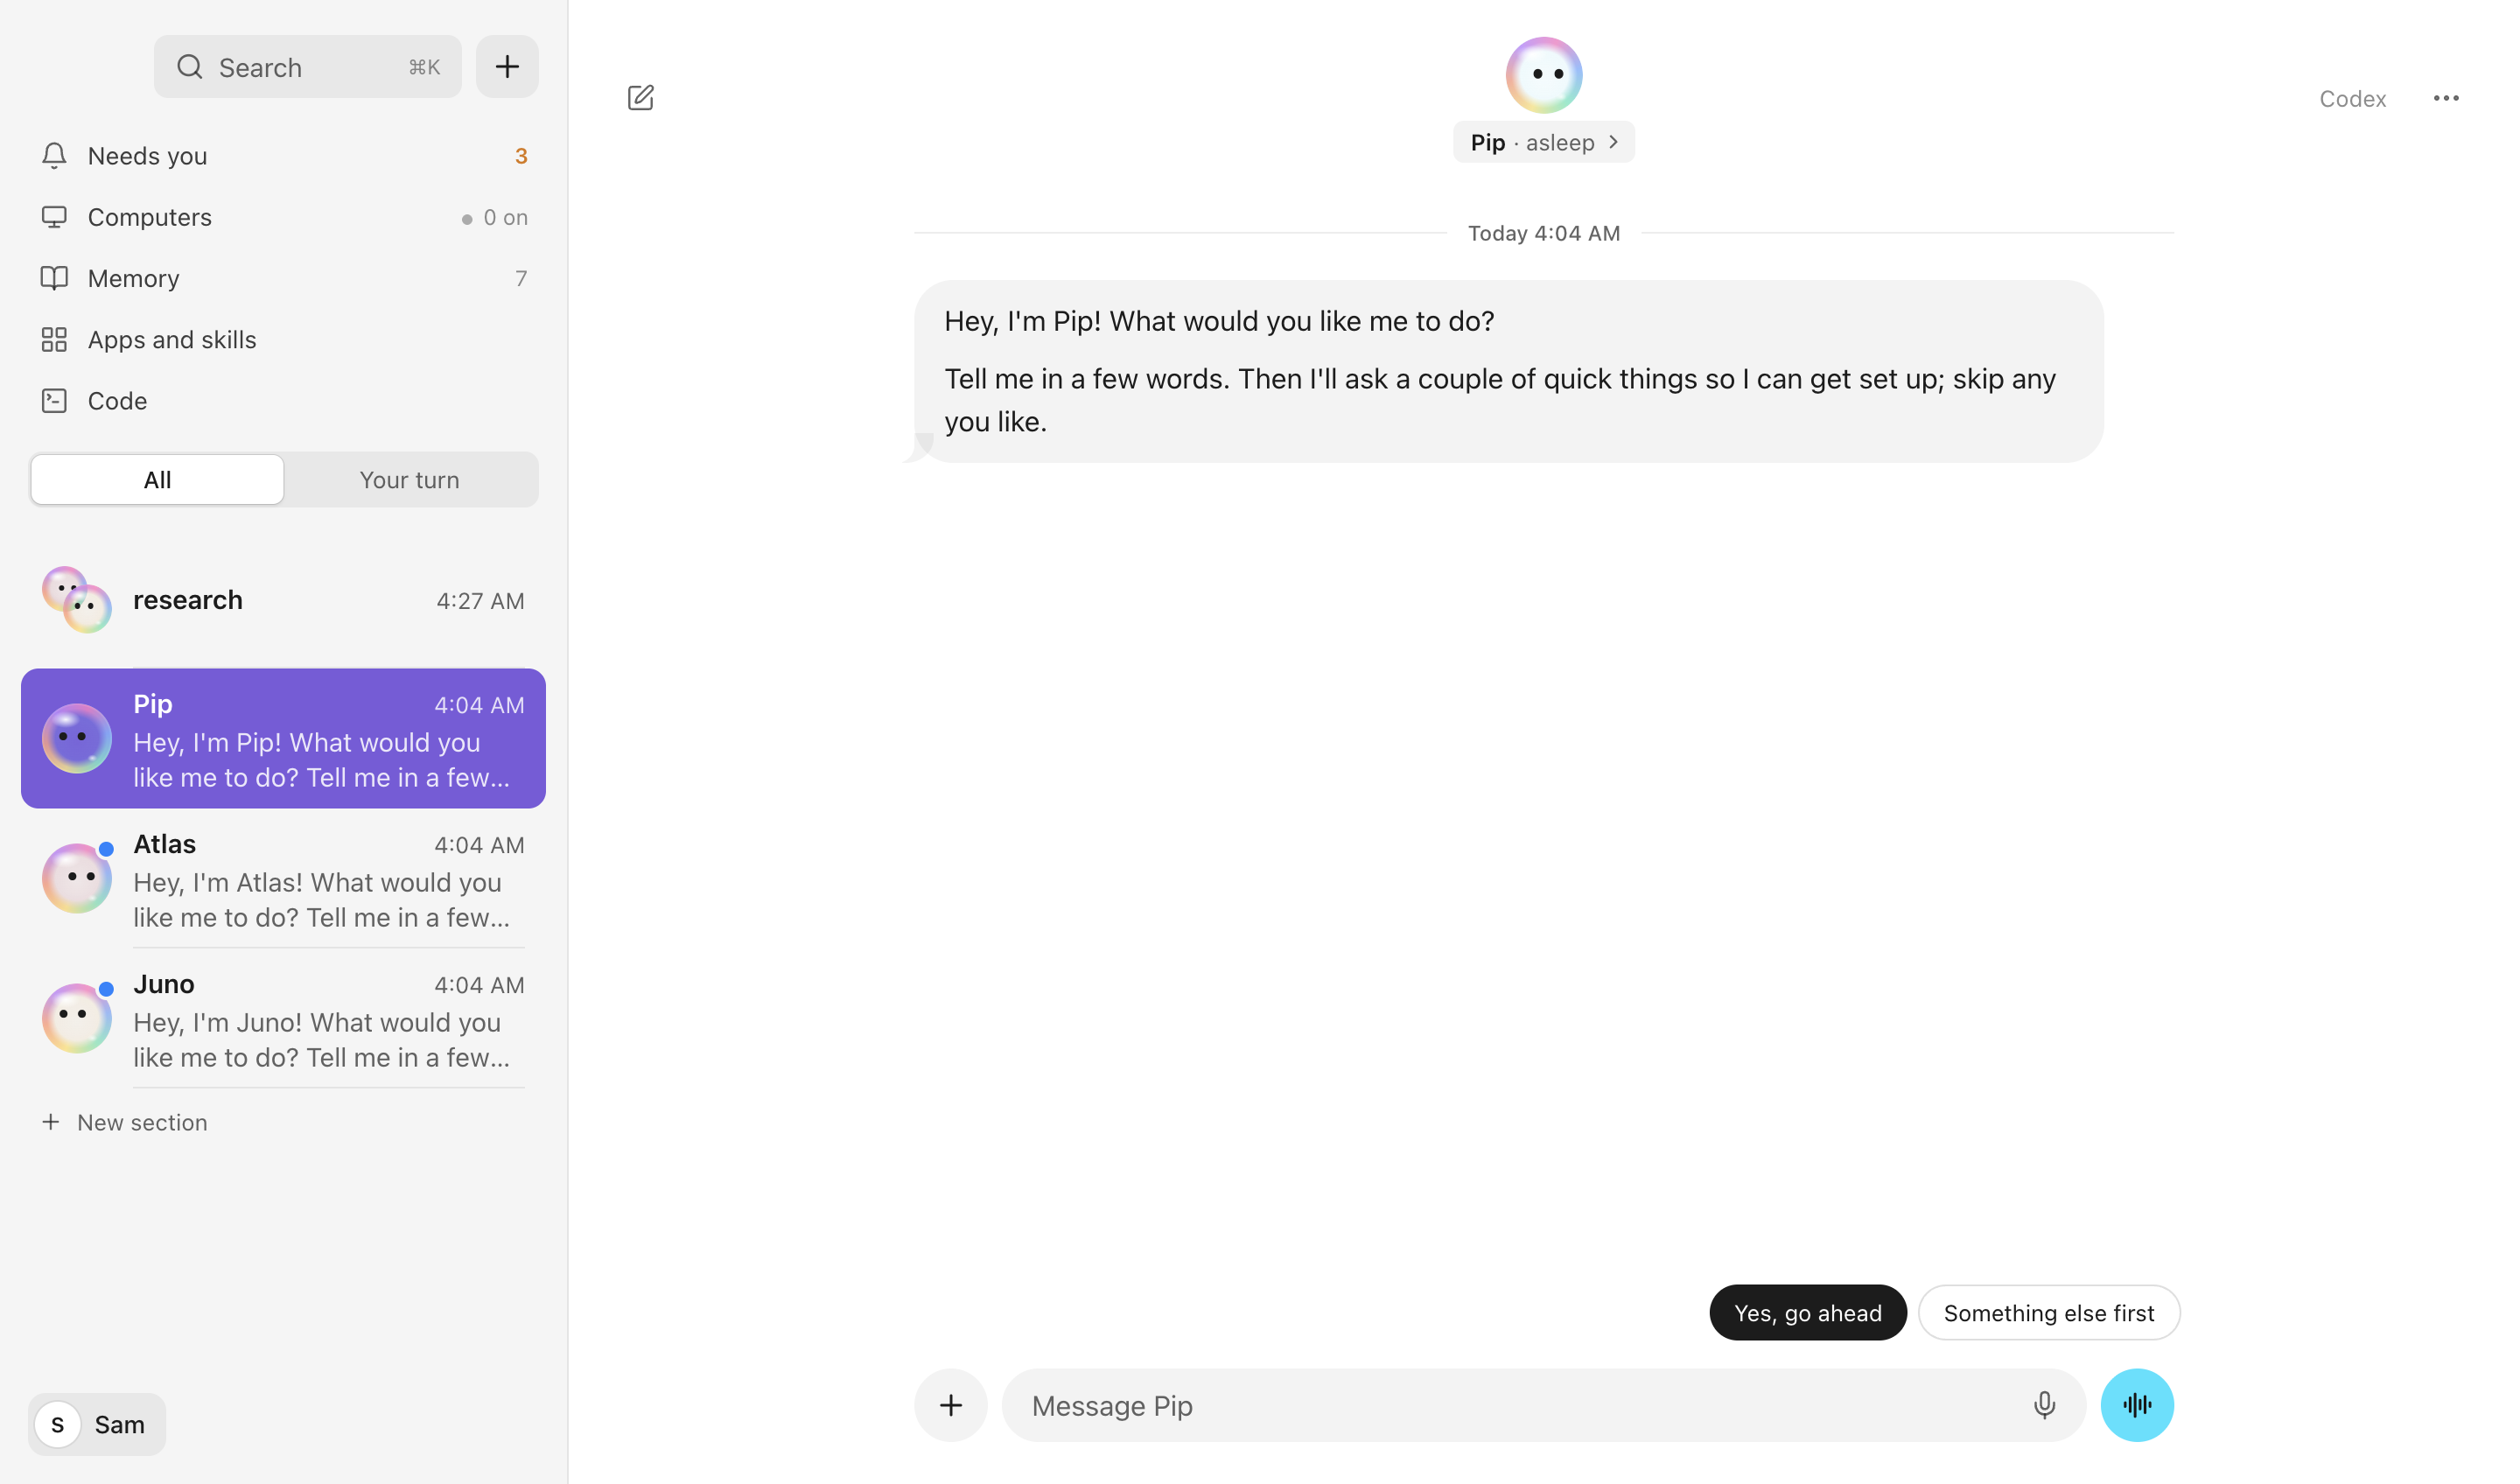 Search ⌘K
Needs you 3
Computers 0 on
Memory 7
Apps and skills
Code
All Your turn
research 4:27 AM
Pip 4:04 AM
Hey, I'm Pip! What would you
like me to do? Tell me in a few...
Atlas 4:04 AM
Hey, I'm Atlas! What would you
like me to do? Tell me in a few...
Juno 4:04 AM
Hey, I'm Juno! What would you
like me to do? Tell me in a few...
New section
S Sam
Pip · asleep
Codex
Today 4:04 AM
Hey, I'm Pip! What would you like me to do?
Tell me in a few words. Then I'll ask a couple of quick things so I can get set up; skip any
you like.
Yes, go ahead Something else first
Message Pip